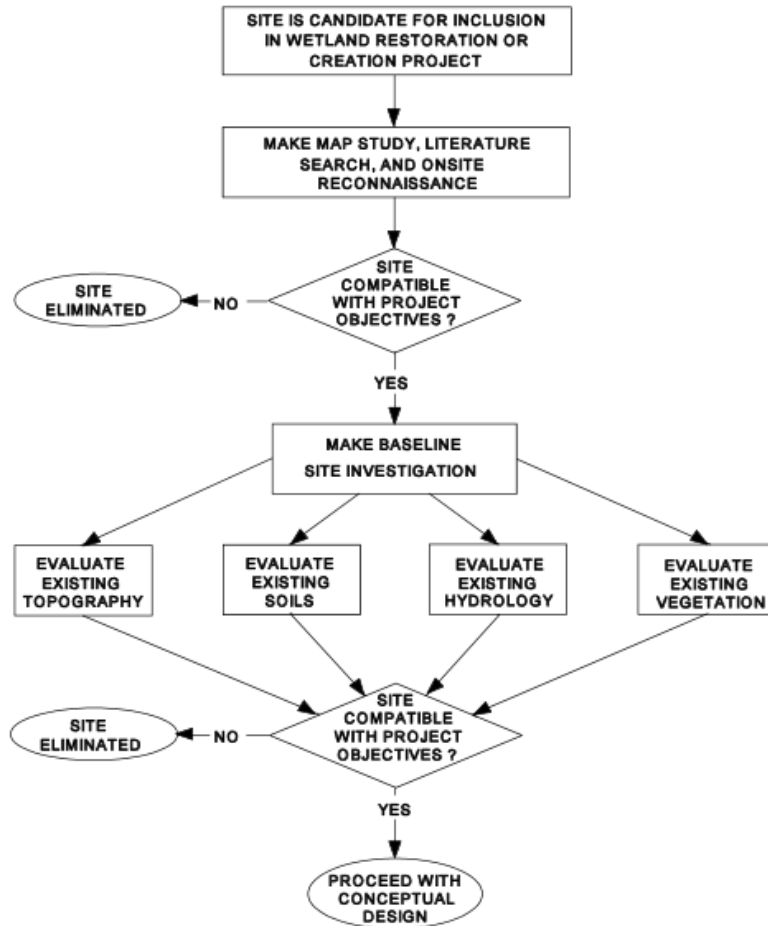 SITE IS CANDIDATE FOR INCLUSION
IN WETLAND RESTORATION OR
CREATION PROJECT
MAKE MAP STUDY, LITERATURE
SEARCH, AND ONSITE
RECONNAISSANCE
SITE
COMPATIBLE
WITH PROJECT
OBJECTIVES ?
NO
SITE
ELIMINATED
YES
MAKE BASELINE
SITE INVESTIGATION
EVALUATE
EXISTING
TOPOGRAPHY
EVALUATE
EXISTING
SOILS
EVALUATE
EXISTING
HYDROLOGY
EVALUATE
EXISTING
VEGETATION
SITE
COMPATIBLE
WITH PROJECT
OBJECTIVES ?
NO
SITE
ELIMINATED
YES
PROCEED WITH
CONCEPTUAL
DESIGN